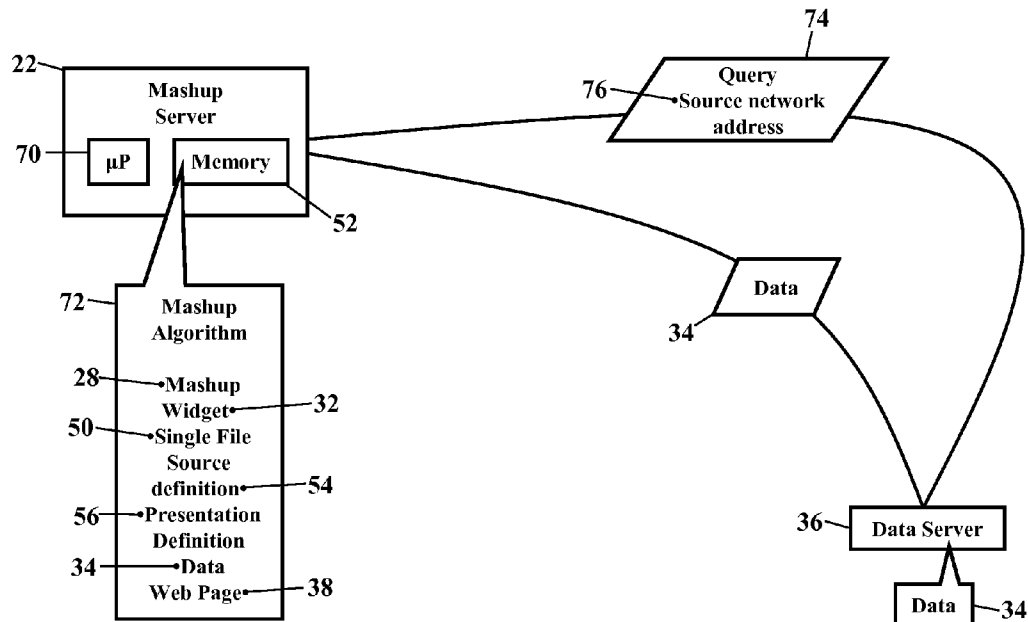 74
22
Mashup
Server
Query
76
Source network
address
70
μP
Memory
52
72
Mashup
Algorithm
Data
34
28
Mashup
Widget
32
50
Single File
Source
definition
54
56
Presentation
Definition
36
Data Server
34
Data
Web Page
38
Data
34